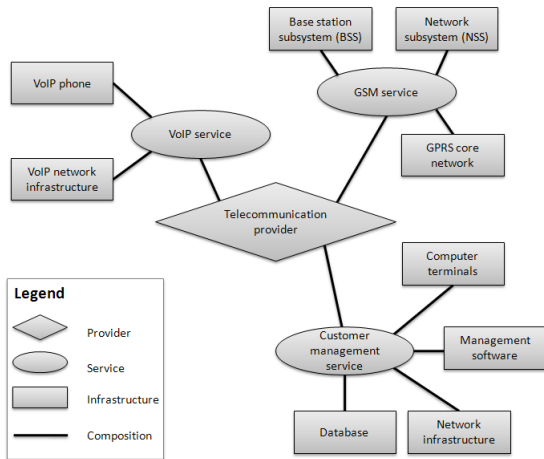 Base station
subsystem (BSS)
Network
subsystem (NSS)
VoIP phone
GSM service
VoIP service
GPRS core
network
VoIP network
infrastructure
Telecommunication
provider
Computer
terminals
Legend
Provider
Customer
management
service
Management
software
Service
Infrastructure
Database
Network
infrastructure
Composition